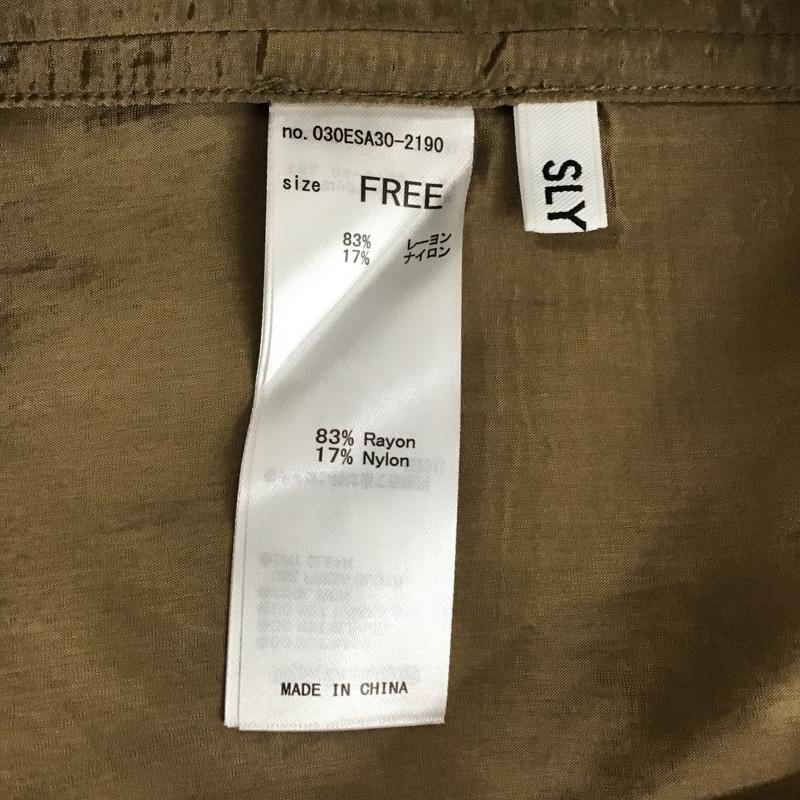 no. 030ESA30-2190
size FREE
83% レーヨン
17% ナイロン
83% Rayon
17% Nylon
MADE IN CHINA
SLY